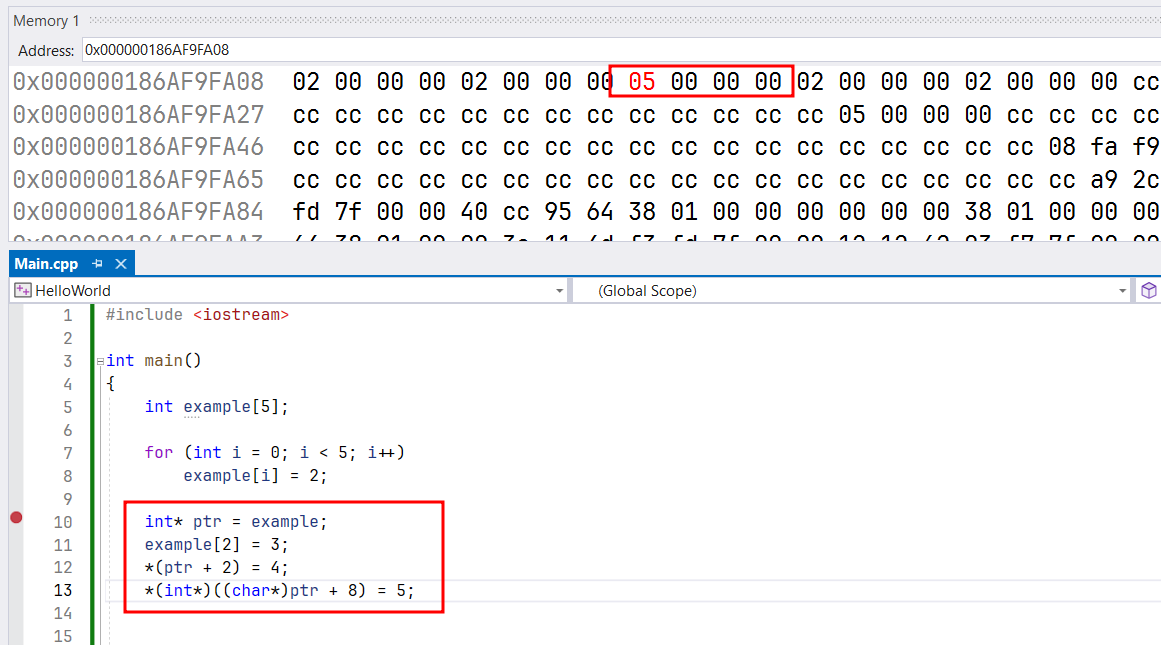 Memory 1
Address: 0x000000186AF9FA08
0x000000186AF9FA08 02 00 00 00 02 00 00 00 05 00 00 00 02 00 00 00 02 00 00 00 cc
0x000000186AF9FA27 cc cc cc cc cc cc cc cc cc cc cc cc cc 05 00 00 00 cc cc cc cc
0x000000186AF9FA46 cc cc cc cc cc cc cc cc cc cc cc cc cc cc cc cc cc cc 08 fa f9
0x000000186AF9FA65 cc cc cc cc cc cc cc cc cc cc cc cc cc cc cc cc cc cc cc a9 2c
0x000000186AF9FA84 fd 7f 00 00 40 cc 95 64 38 01 00 00 00 00 00 00 38 01 00 00 00
Main.cpp
HelloWorld (Global Scope)
1 #include <iostream>
2
3 int main()
4 {
5 int example[5];
6
7 for (int i = 0; i < 5; i++)
8 example[i] = 2;
9
10 int* ptr = example;
11 example[2] = 3;
12 *(ptr + 2) = 4;
13 *(int*)((char*)ptr + 8) = 5;
14
15